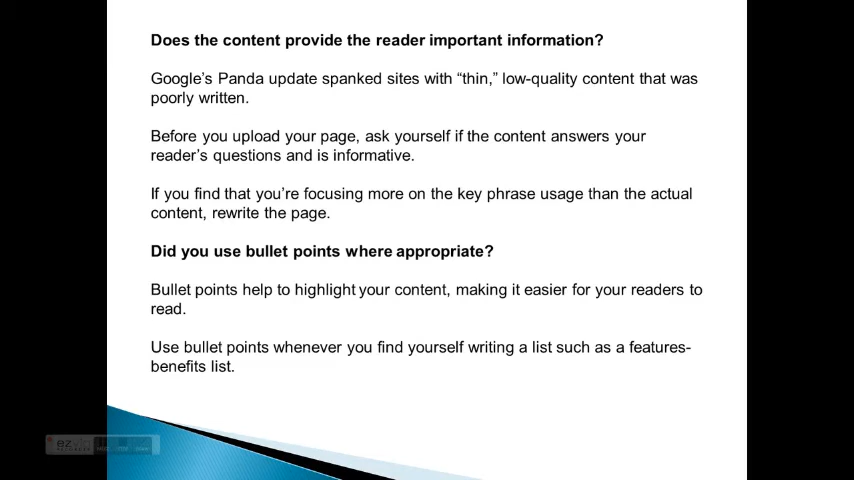 Does the content provide the reader important information?
Google’s Panda update spanked sites with “thin,” low-quality content that was
poorly written.
Before you upload your page, ask yourself if the content answers your
reader’s questions and is informative.
If you find that you’re focusing more on the key phrase usage than the actual
content, rewrite the page.
Did you use bullet points where appropriate?
Bullet points help to highlight your content, making it easier for your readers to
read.
Use bullet points whenever you find yourself writing a list such as a features-
benefits list.
ezvid
RECORDER